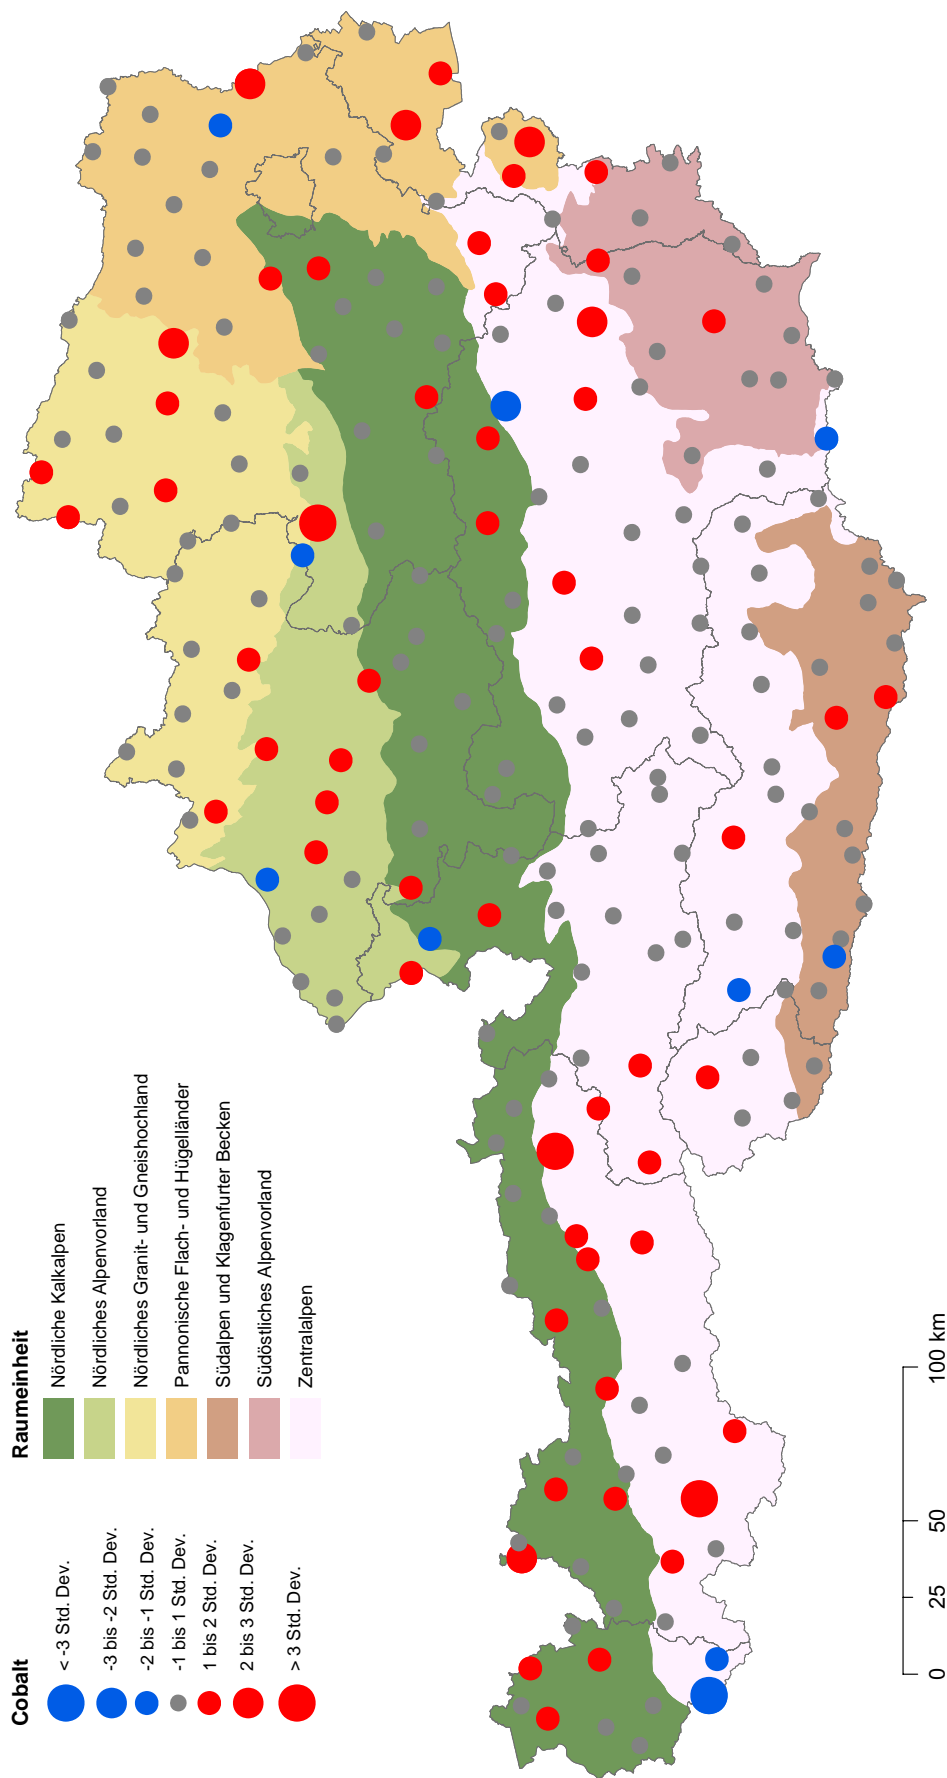 Cobalt
< -3 Std. Dev.
-3 bis -2 Std. Dev.
-2 bis -1 Std. Dev.
-1 bis 1 Std. Dev.
1 bis 2 Std. Dev.
2 bis 3 Std. Dev.
> 3 Std. Dev.
Raumeinheit
Nördliche Kalkalpen
Nördliches Alpenvorland
Nördliches Granit- und Gneishochland
Pannonische Flach- und Hügelländer
Südalpen und Klagenfurter Becken
Südöstliches Alpenvorland
Zentralalpen
0 25 50 100 km